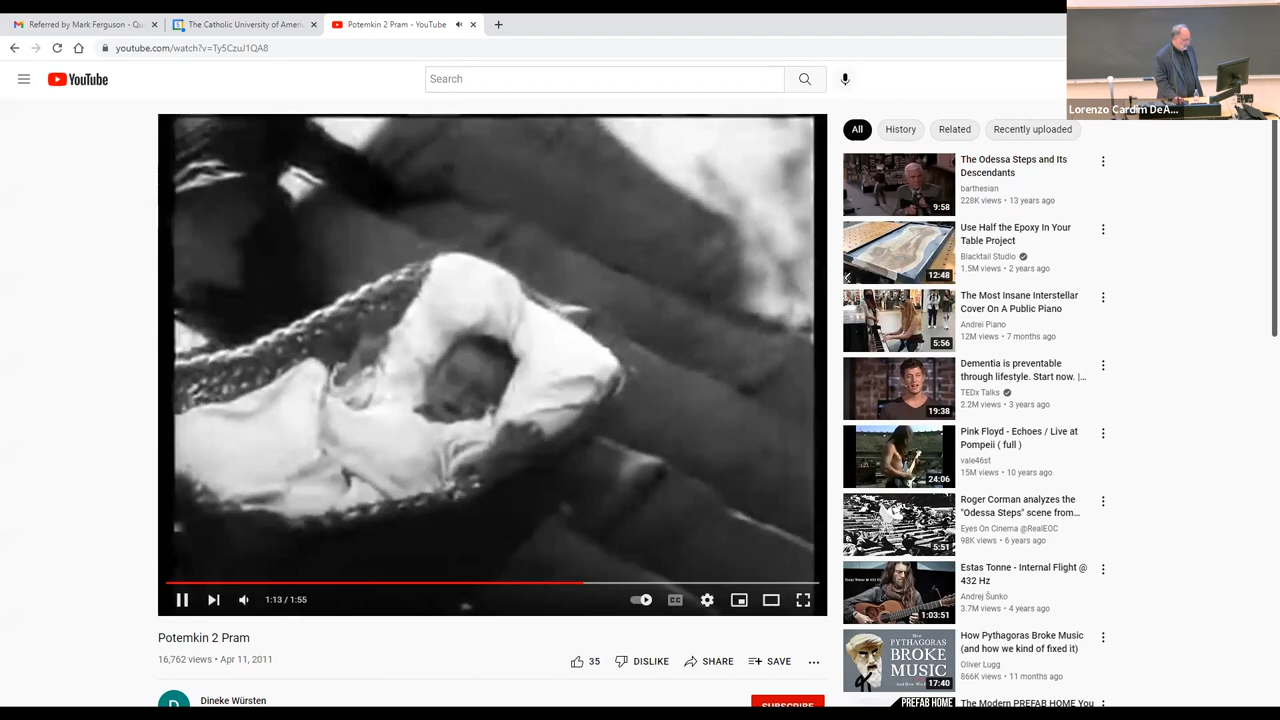 Referred by Mark Ferguson - Qu
The Catholic University of Ameri
Potemkin 2 Pram - YouTube
youtube.com/watch?v=Ty5CzuJ1QA8
YouTube
Search
Lorenzo Cardim DeA...
All
History
Related
Recently uploaded
The Odessa Steps and Its
Descendants
barthesian
228K views • 13 years ago
9:58
Use Half the Epoxy In Your
Table Project
Blacktail Studio
1.5M views • 2 years ago
12:48
The Most Insane Interstellar
Cover On A Public Piano
Andrei Piano
12M views • 7 months ago
5:56
Dementia is preventable
through lifestyle. Start now. |...
TEDx Talks
2.2M views • 3 years ago
19:38
Pink Floyd - Echoes / Live at
Pompeii ( full )
vale46st
15M views • 10 years ago
24:06
Roger Corman analyzes the
"Odessa Steps" scene from...
Eyes On Cinema @RealEOC
98K views • 6 years ago
5:51
Estas Tonne - Internal Flight @
432 Hz
Andrej Šunko
3.7M views • 4 years ago
1:03:51
How Pythagoras Broke Music
(and how we kind of fixed it)
Oliver Lugg
866K views • 11 months ago
HOW
PYTHAGORAS
BROKE
MUSIC
17:40
The Modern PREFAB HOME You
PREFAB HOME
1:13 / 1:55
CC
Potemkin 2 Pram
16,762 views • Apr 11, 2011
35
DISLIKE
SHARE
SAVE
Dineke Würsten
SUBSCRIBE